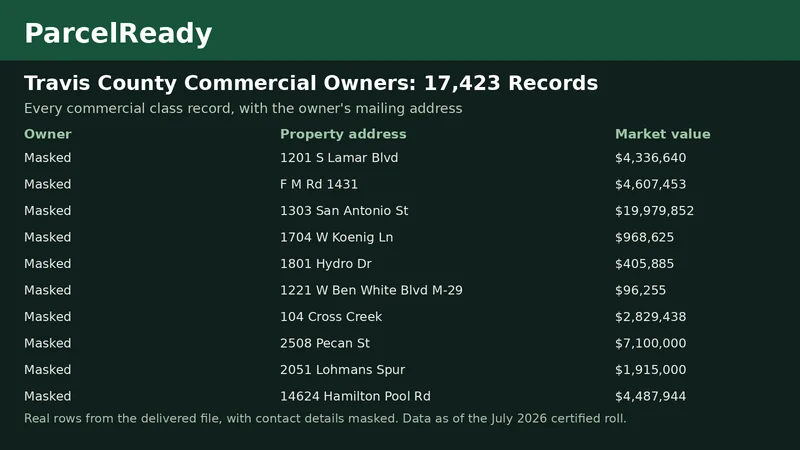 ParcelReady
Travis County Commercial Owners: 17,423 Records
Every commercial class record, with the owner's mailing address
Owner Property address Market value
Masked 1201 S Lamar Blvd $4,336,640
Masked F M Rd 1431 $4,607,453
Masked 1303 San Antonio St $19,979,852
Masked 1704 W Koenig Ln $968,625
Masked 1801 Hydro Dr $405,885
Masked 1221 W Ben White Blvd M-29 $96,255
Masked 104 Cross Creek $2,829,438
Masked 2508 Pecan St $7,100,000
Masked 2051 Lohmans Spur $1,915,000
Masked 14624 Hamilton Pool Rd $4,487,944
Real rows from the delivered file, with contact details masked. Data as of the July 2026 certified roll.